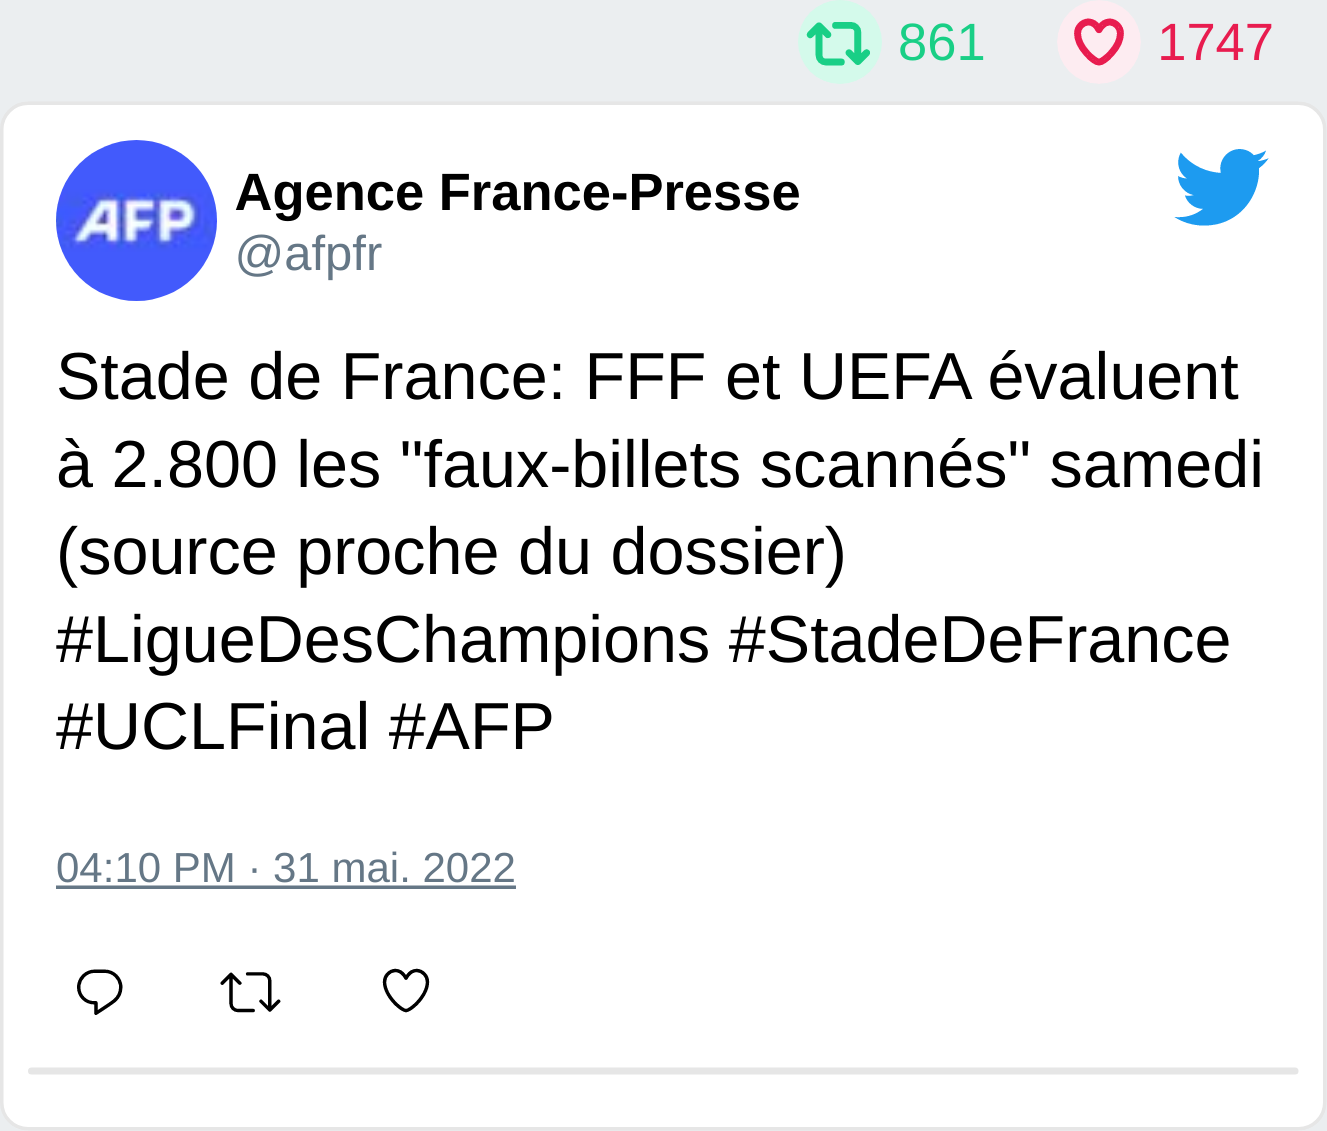 861 1747
AFP
Agence France-Presse
@afpfr
Stade de France: FFF et UEFA évaluent
à 2.800 les "faux-billets scannés" samedi
(source proche du dossier)
#LigueDesChampions #StadeDeFrance
#UCLFinal #AFP
04:10 PM · 31 mai. 2022